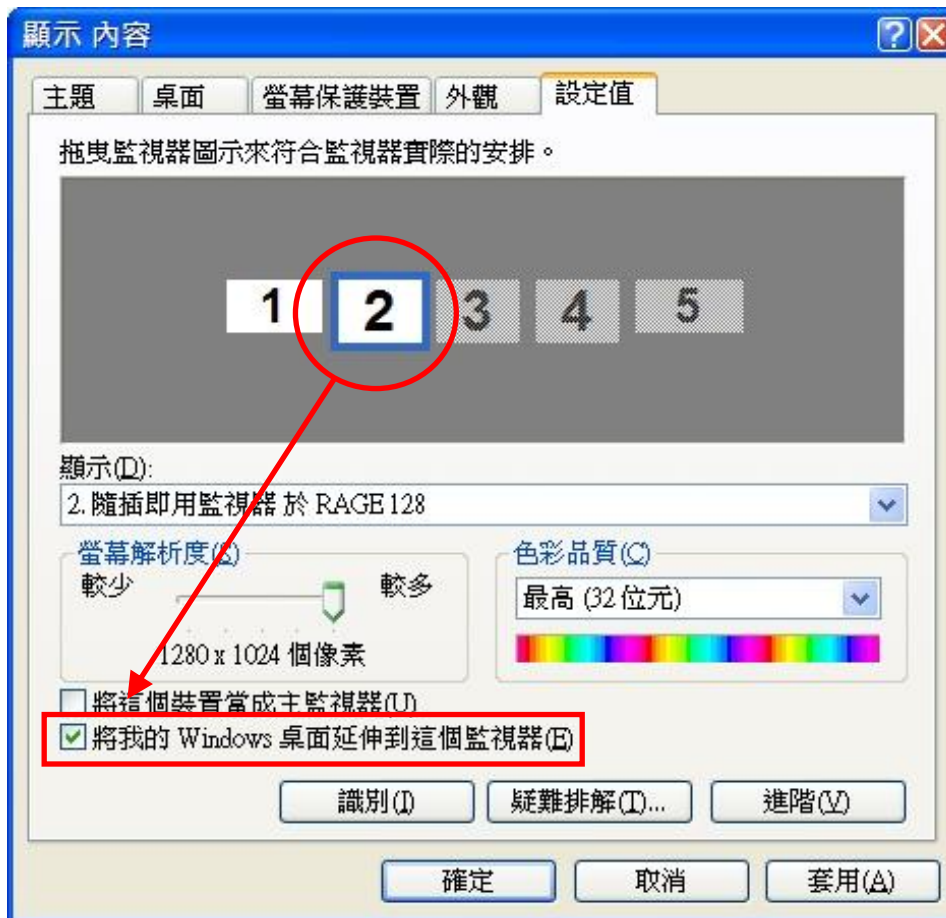 顯示 內容
主題 桌面 螢幕保護裝置 外觀 設定值
拖曳監視器圖示來符合監視器實際的安排。
1 2 3 4 5
顯示(D):
2. 隨插即用監視器 於 RAGE 128
螢幕解析度(S) 色彩品質(C)
較少 較多 最高 (32 位元)
1280 x 1024 個像素
將這個裝置當成主監視器(U)
將我的 Windows 桌面延伸到這個監視器(E)
識別(I) 疑難排解(T)... 進階(V)
確定 取消 套用(A)